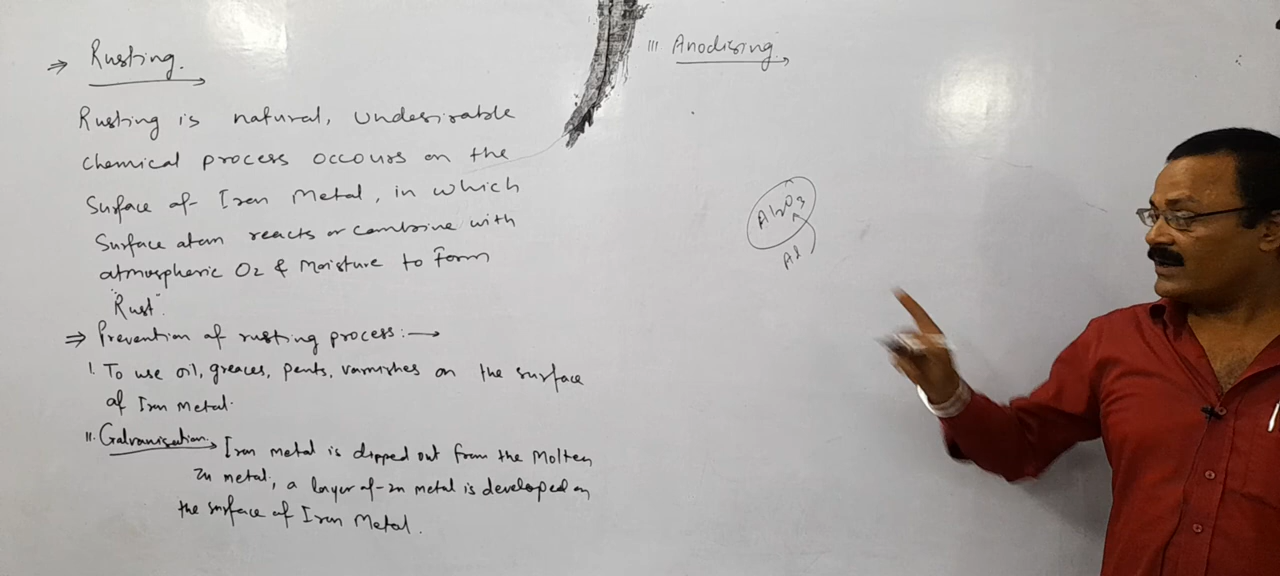 ⇒ Rusting.
Rusting is natural, undesirable
chemical process occours on the
Surface of Iron Metal, in which
Surface atom reacts or combine with
atmospheric O2 & Moisture to form
"Rust".
⇒ Prevention of rusting process:→
I. To use oil, greaces, pents, varnishes on the surface
of Iron Metal.
II. Galvanisation. Iron metal is dipped out from the Molten
Zn metal, a layer of Zn metal is developed on
the surface of Iron Metal.
III. Anodising
Al2O3
Al